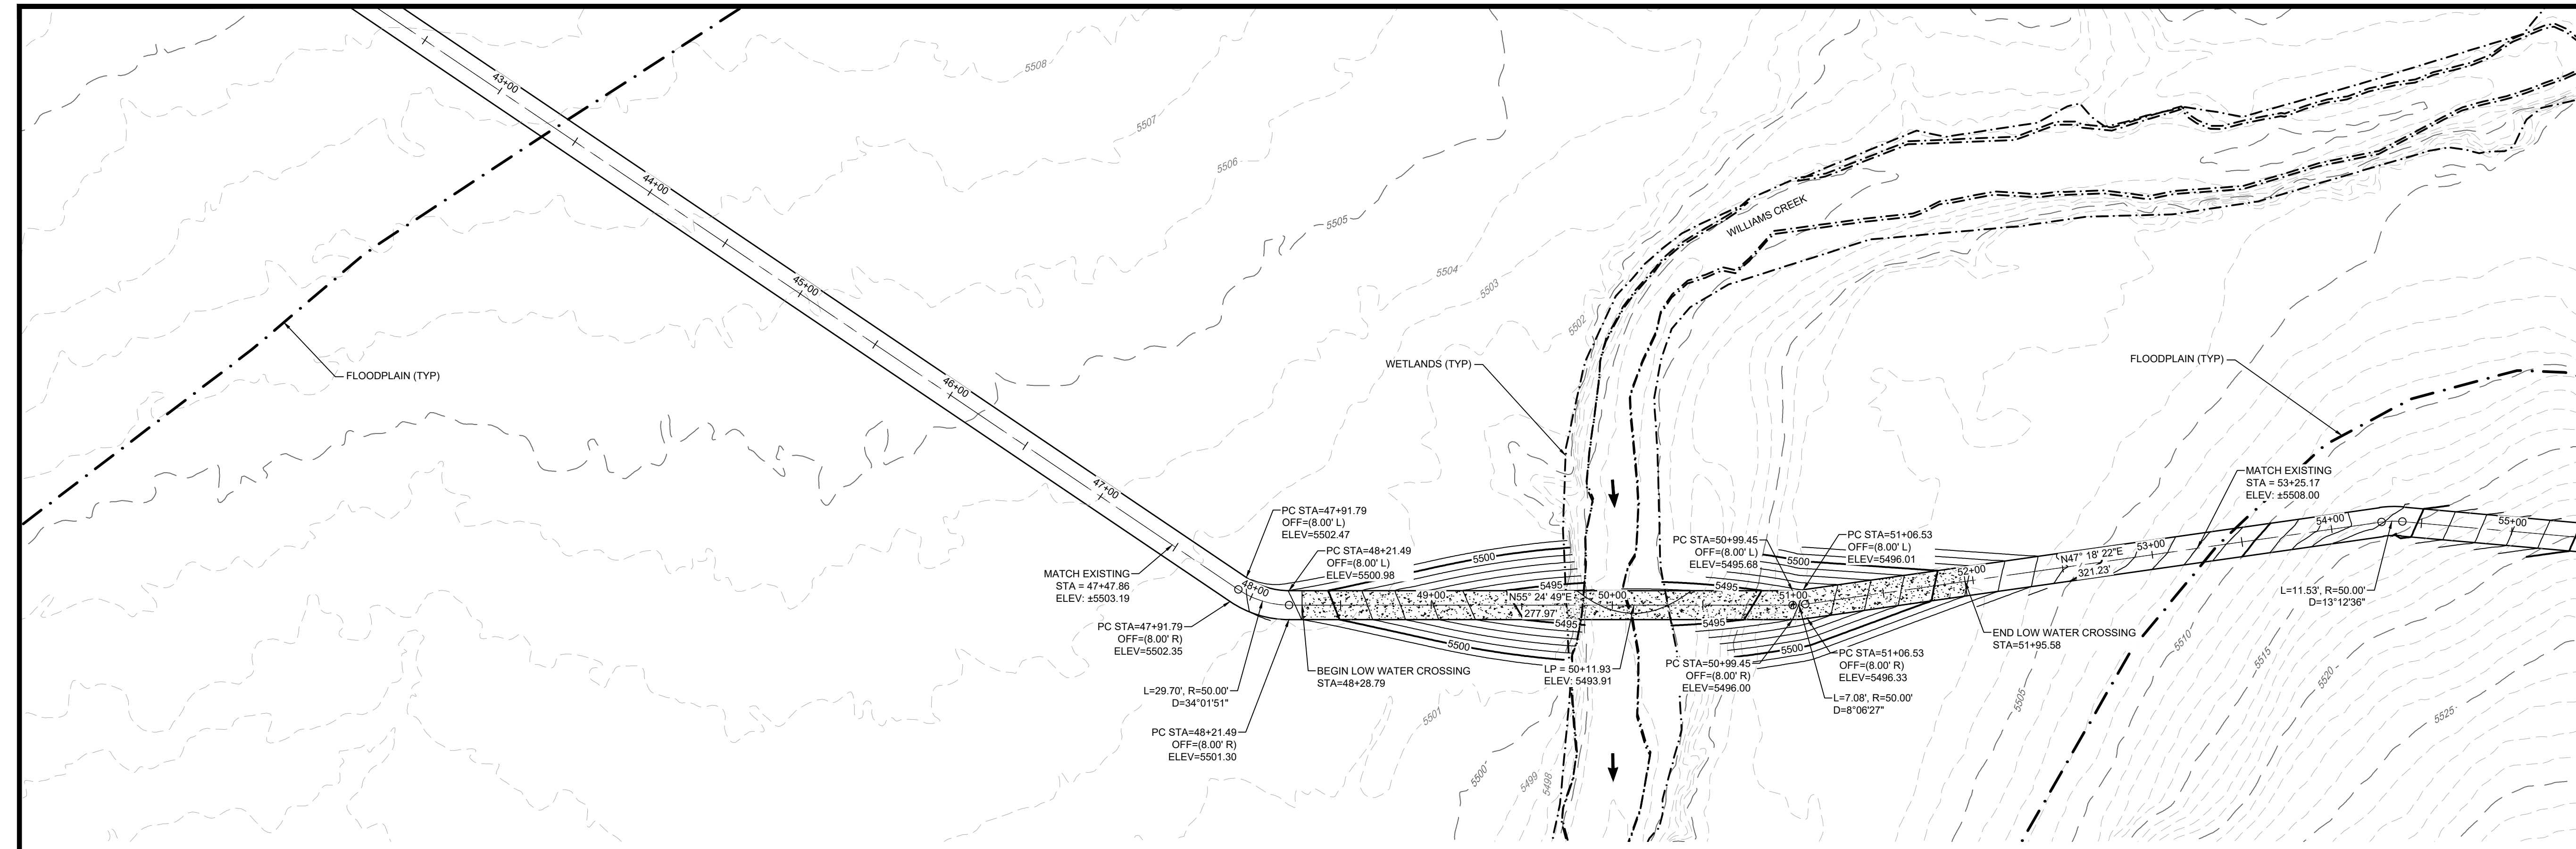 43+00
44+00
45+00
46+00
47+00
48+00
49+00
50+00
51+00
52+00
53+00
54+00
55+00
5508
5507
5506
5505
5504
5503
5502
WILLIAMS CREEK
FLOODPLAIN (TYP)
WETLANDS (TYP)
FLOODPLAIN (TYP)
MATCH EXISTING
STA = 47+47.86
ELEV: ±5503.19
PC STA=47+91.79
OFF=(8.00' L)
ELEV=5502.47
PC STA=48+21.49
OFF=(8.00' L)
ELEV=5500.98
PC STA=47+91.79
OFF=(8.00' R)
ELEV=5502.35
L=29.70', R=50.00'
D=34°01'51"
PC STA=48+21.49
OFF=(8.00' R)
ELEV=5501.30
BEGIN LOW WATER CROSSING
STA=48+28.79
5500
5495
N55° 24' 49"E
277.97'
5495
5500
LP = 50+11.93
ELEV: 5493.91
PC STA=50+99.45
OFF=(8.00' L)
ELEV=5495.68
PC STA=51+06.53
OFF=(8.00' L)
ELEV=5496.01
5500
5495
5495
5500
PC STA=50+99.45
OFF=(8.00' R)
ELEV=5496.00
PC STA=51+06.53
OFF=(8.00' R)
ELEV=5496.33
L=7.08', R=50.00'
D=8°06'27"
END LOW WATER CROSSING
STA=51+95.58
N47° 18' 22"E
321.23'
MATCH EXISTING
STA = 53+25.17
ELEV: ±5508.00
L=11.53', R=50.00'
D=13°12'36"
5501
5500
5499
5498
5505
5510
5515
5520
5525